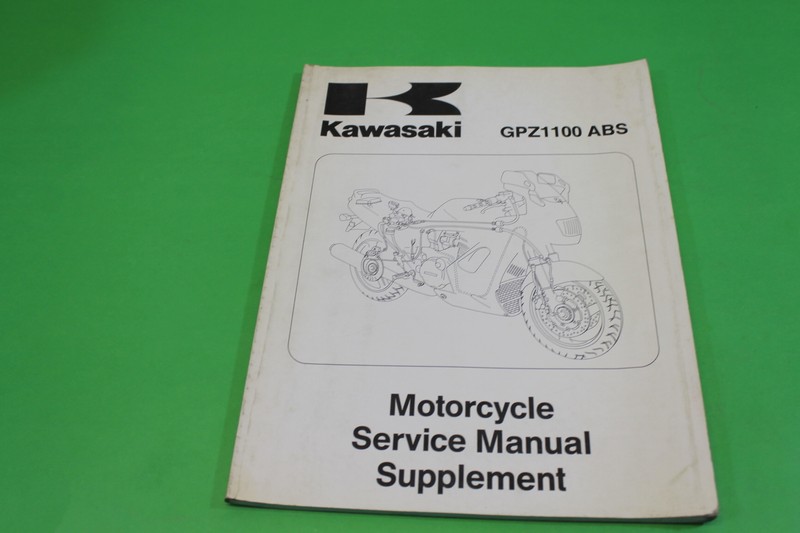 Kawasaki
GPZ1100 ABS
Motorcycle
Service Manual
Supplement